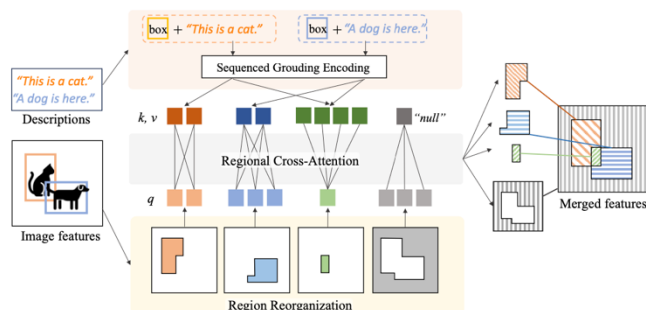 box + "This is a cat."
box + "A dog is here."
Sequenced Grouding Encoding
"This is a cat."
"A dog is here."
Descriptions
k, v
"null"
Regional Cross-Attention
q
Image features
Merged features
Region Reorganization